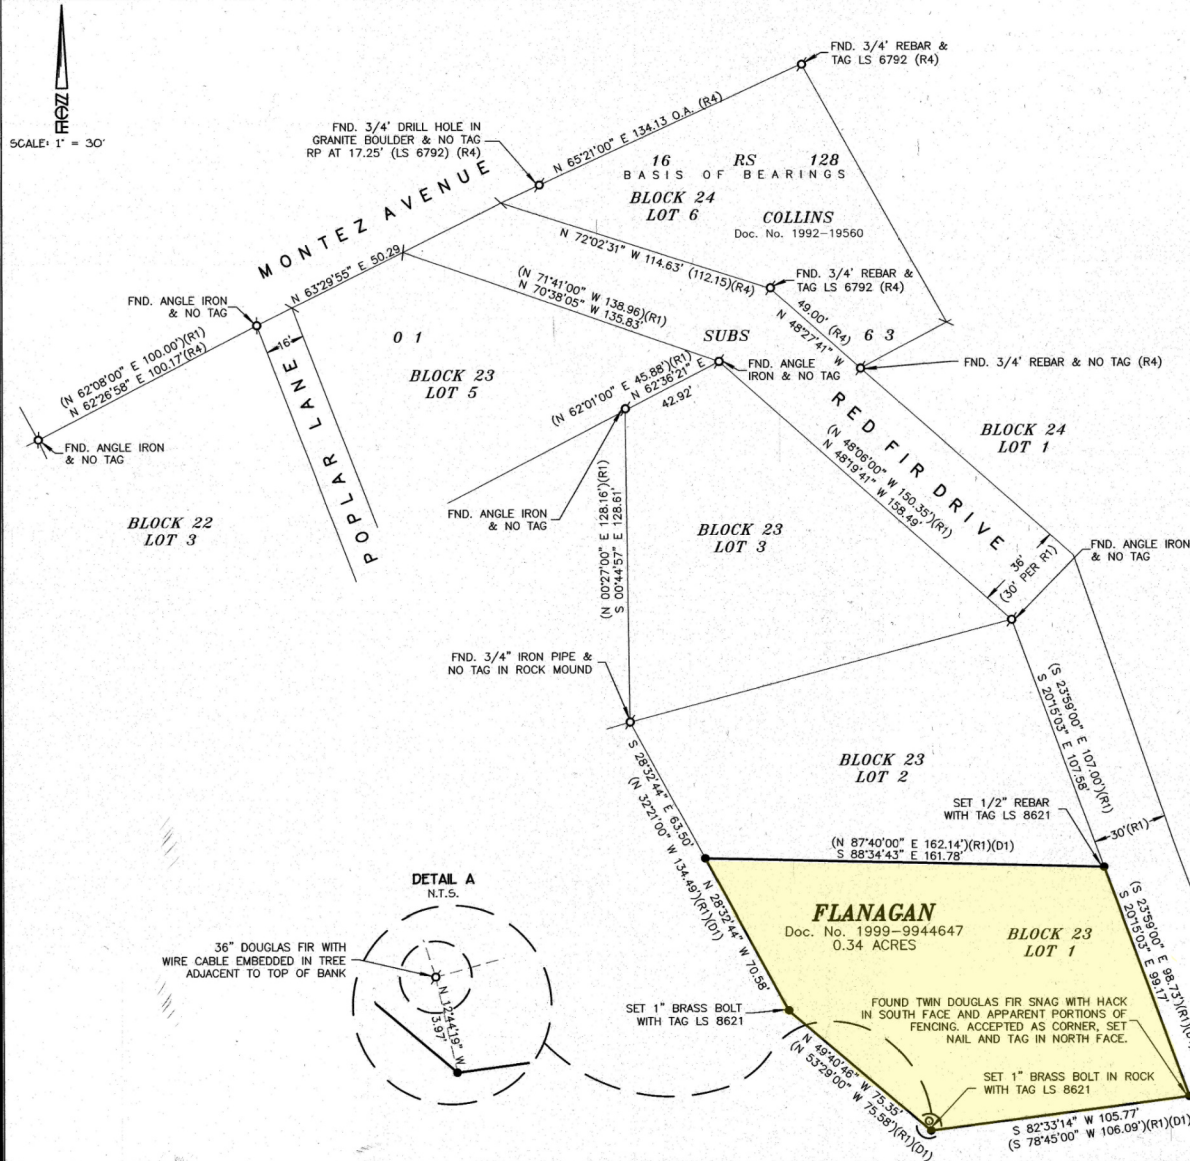 SCALE: 1" = 30'
FND. 3/4' REBAR &
TAG LS 6792 (R4)
FND. 3/4' DRILL HOLE IN
GRANITE BOULDER & NO TAG
RP AT 17.25' (LS 6792) (R4)
N 65°21'00" E 134.13 O.A. (R4)
16 RS 128
BASIS OF BEARINGS
BLOCK 24
LOT 6
COLLINS
Doc. No. 1992-19560
MONTEZ AVENUE
N 72°02'31" W 114.63' (112.15)(R4)
N 63°29'55" E 50.29
(N 71°41'00" W 138.96)(R1)
N 70°38'05" W 135.83'
FND. 3/4' REBAR &
TAG LS 6792 (R4)
49.00' (R4)
N 48°27'41" W
FND. ANGLE IRON
& NO TAG
16'
0 1
SUBS
6 3
(N 62°08'00" E 100.00')(R1)
N 62°26'58" E 100.17'(R4)
BLOCK 23
LOT 5
FND. ANGLE
IRON & NO TAG
FND. 3/4' REBAR & NO TAG (R4)
(N 62°01'00" E 45.88')(R1)
N 62°36'21" E
42.92'
POPLAR LANE
RED FIR DRIVE
BLOCK 24
LOT 1
FND. ANGLE IRON
& NO TAG
(N 48°06'00" W 150.35')(R1)
N 48°19'41" W 158.49'
BLOCK 22
LOT 3
FND. ANGLE IRON
& NO TAG
(N 00°27'00" E 128.16')(R1)
S 00°44'57" E 128.61'
BLOCK 23
LOT 3
36'
(30' PER R1)
FND. ANGLE IRON
& NO TAG
FND. 3/4" IRON PIPE &
NO TAG IN ROCK MOUND
(S 23°59'00" E 107.00')(R1)
S 20°15'03" E 107.58'
BLOCK 23
LOT 2
S 28°32'44" E 63.50'
(N 32°21'00" W 134.49')(R1)(D1)
SET 1/2" REBAR
WITH TAG LS 8621
30'(R1)
(N 87°40'00" E 162.14')(R1)(D1)
S 88°34'43" E 161.78'
DETAIL A
N.T.S.
36" DOUGLAS FIR WITH
WIRE CABLE EMBEDDED IN TREE
ADJACENT TO TOP OF BANK
N 12°44'19" W
3.97'
N 28°32'44" W 70.58'
FLANAGAN
Doc. No. 1999-9944647
0.34 ACRES
BLOCK 23
LOT 1
(S 23°59'00" E 98.73')(R1)
S 20°15'03" E 99.17'
SET 1" BRASS BOLT
WITH TAG LS 8621
FOUND TWIN DOUGLAS FIR SNAG WITH HACK
IN SOUTH FACE AND APPARENT PORTIONS OF
FENCING. ACCEPTED AS CORNER, SET
NAIL AND TAG IN NORTH FACE.
N 49°40'46" W 75.35'
(N 53°29'00" W 75.58')(R1)(D1)
SET 1" BRASS BOLT IN ROCK
WITH TAG LS 8621
S 82°33'14" W 105.77'
(S 78°45'00" W 106.09')(R1)(D1)